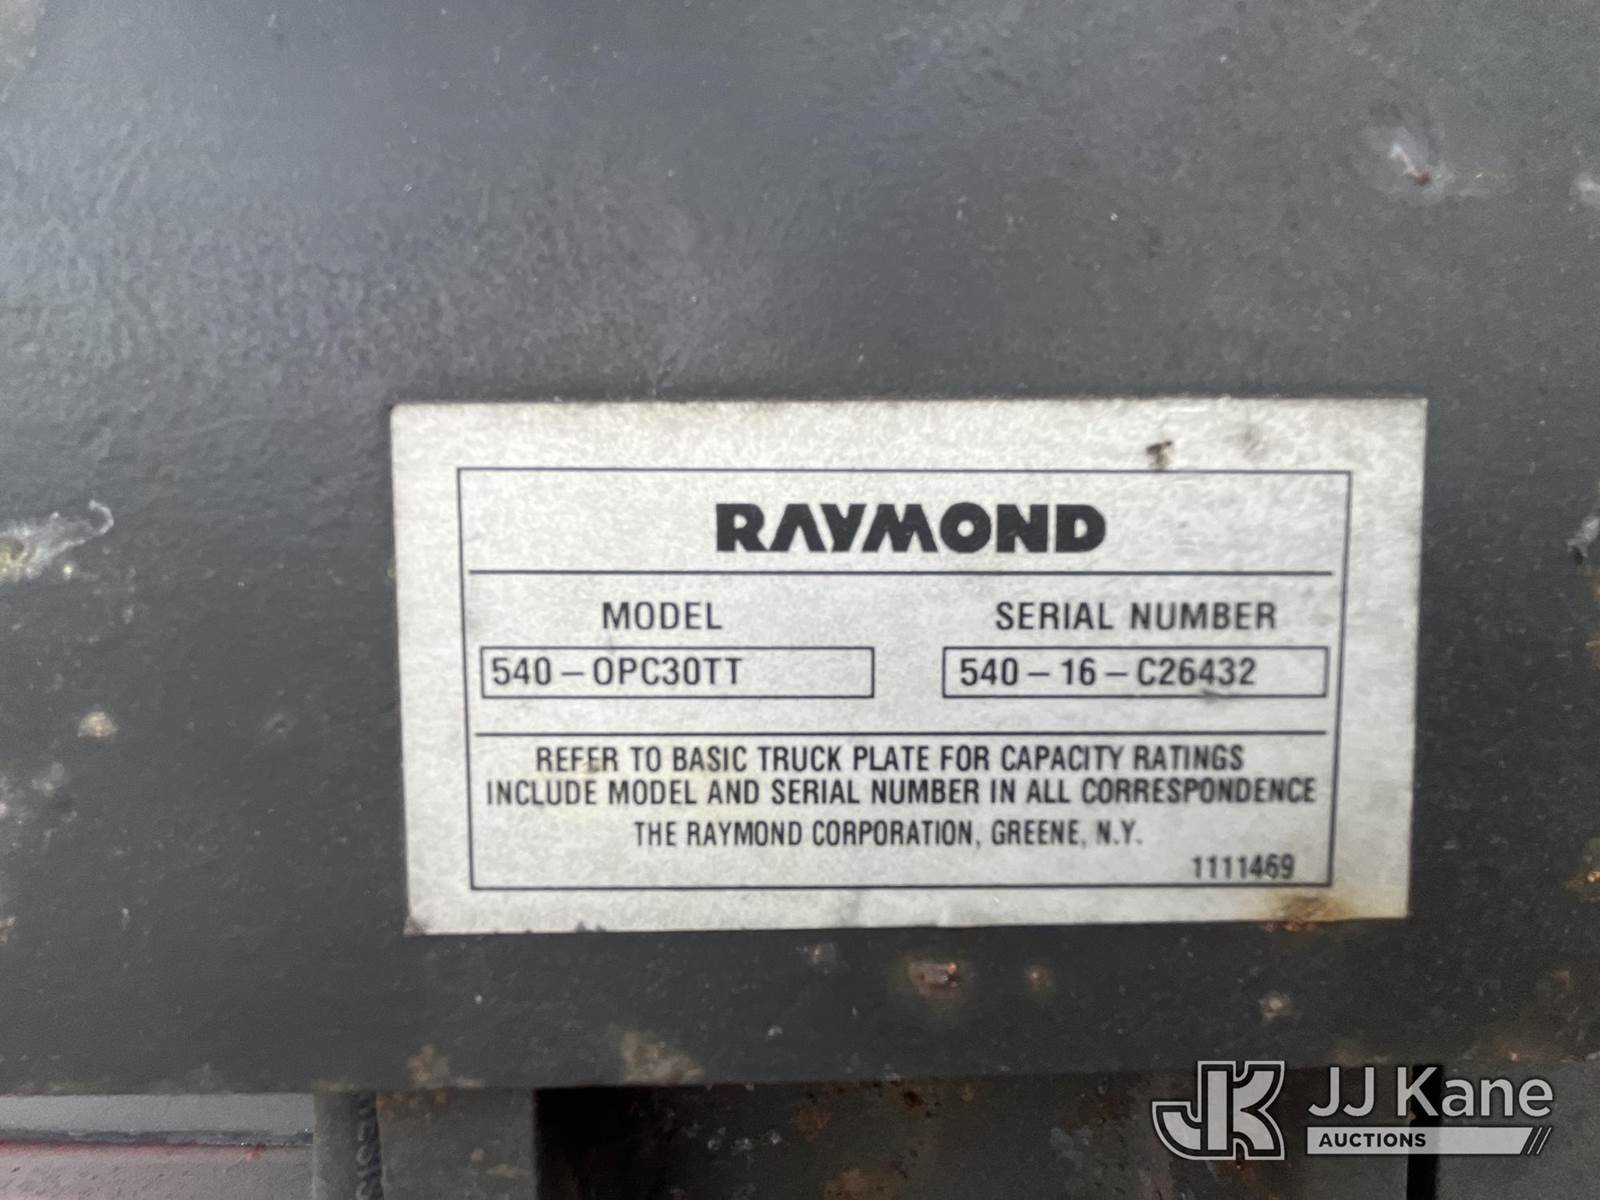 RAYMOND
MODEL SERIAL NUMBER
540-OPC30TT 540-16-C26432
REFER TO BASIC TRUCK PLATE FOR CAPACITY RATINGS
INCLUDE MODEL AND SERIAL NUMBER IN ALL CORRESPONDENCE
THE RAYMOND CORPORATION, GREENE, N.Y.
1111469
JK JJ Kane
AUCTIONS